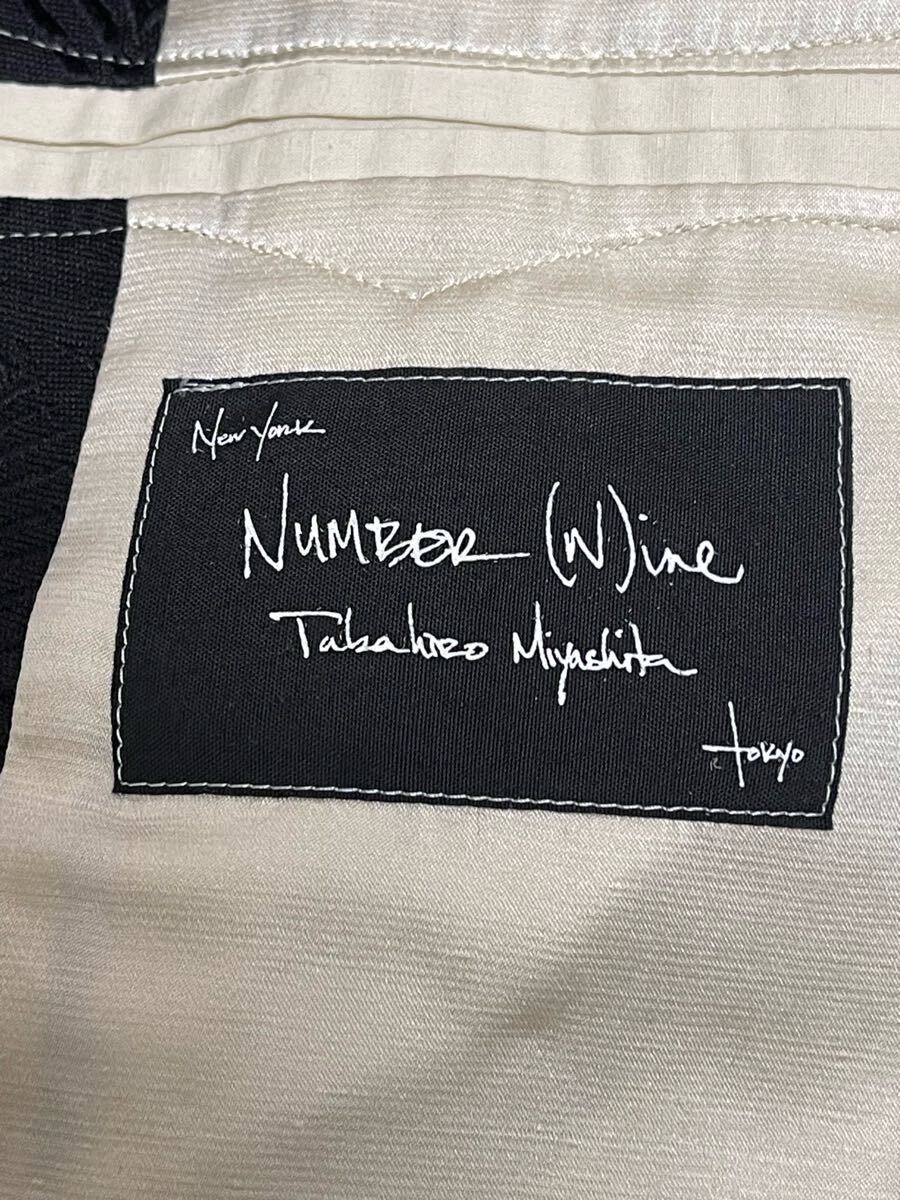 New York
NUMBER (N)ine
Takahiro Miyashita
tokyo